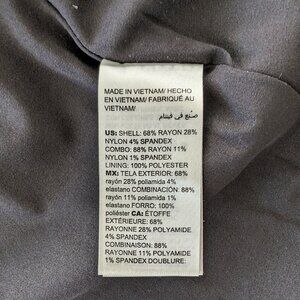 MADE IN VIETNAM/ HECHO
EN VIETNAM/ FABRIQUÉ AU
VIETNAM/
صنع في فيتنام
US: SHELL: 68% RAYON 28%
NYLON 4% SPANDEX
COMBO: 88% RAYON 11%
NYLON 1% SPANDEX
LINING: 100% POLYESTER
MX: TELA EXTERIOR: 68%
rayón 28% poliamida 4%
elastano COMBINACIÓN: 88%
rayón 11% poliamida 1%
elastano FORRO: 100%
poliéster CA: ÉTOFFE
EXTÉRIEURE: 68%
RAYONNE 28% POLYAMIDE
4% SPANDEX
COMBINAISON: 88%
RAYONNE 11% POLYAMIDE
1% SPANDEX DOUBLURE: